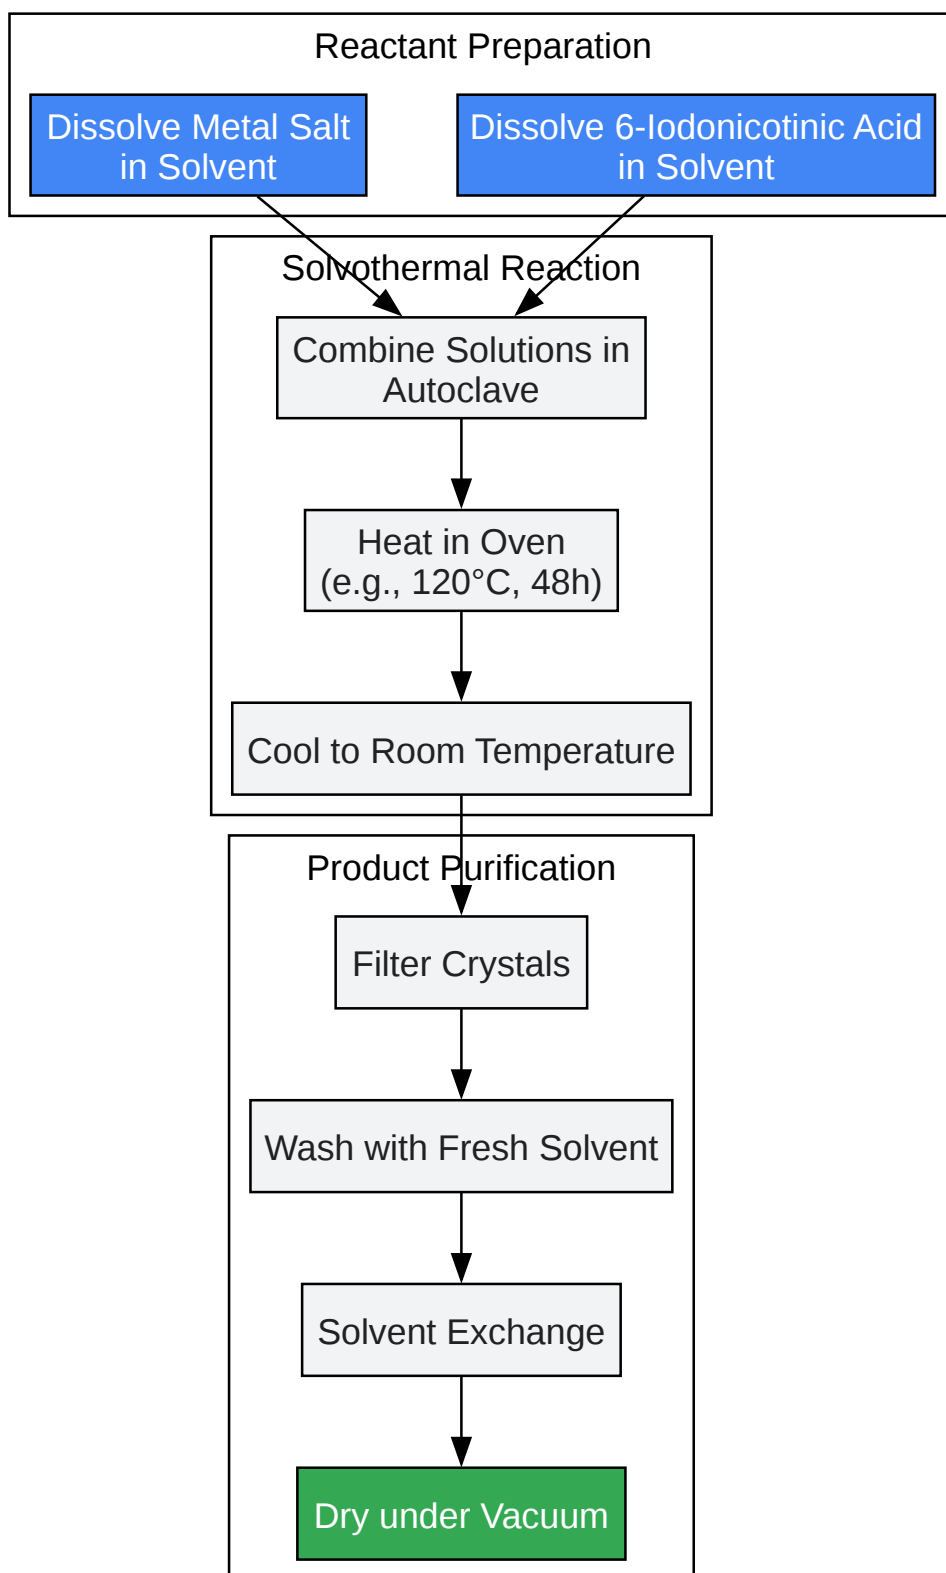 Reactant Preparation
Dissolve Metal Salt
in Solvent
Dissolve 6-Iodonicotinic Acid
in Solvent
Solvothermal Reaction
Combine Solutions in
Autoclave
Heat in Oven
(e.g., 120°C, 48h)
Cool to Room Temperature
Product Purification
Filter Crystals
Wash with Fresh Solvent
Solvent Exchange
Dry under Vacuum